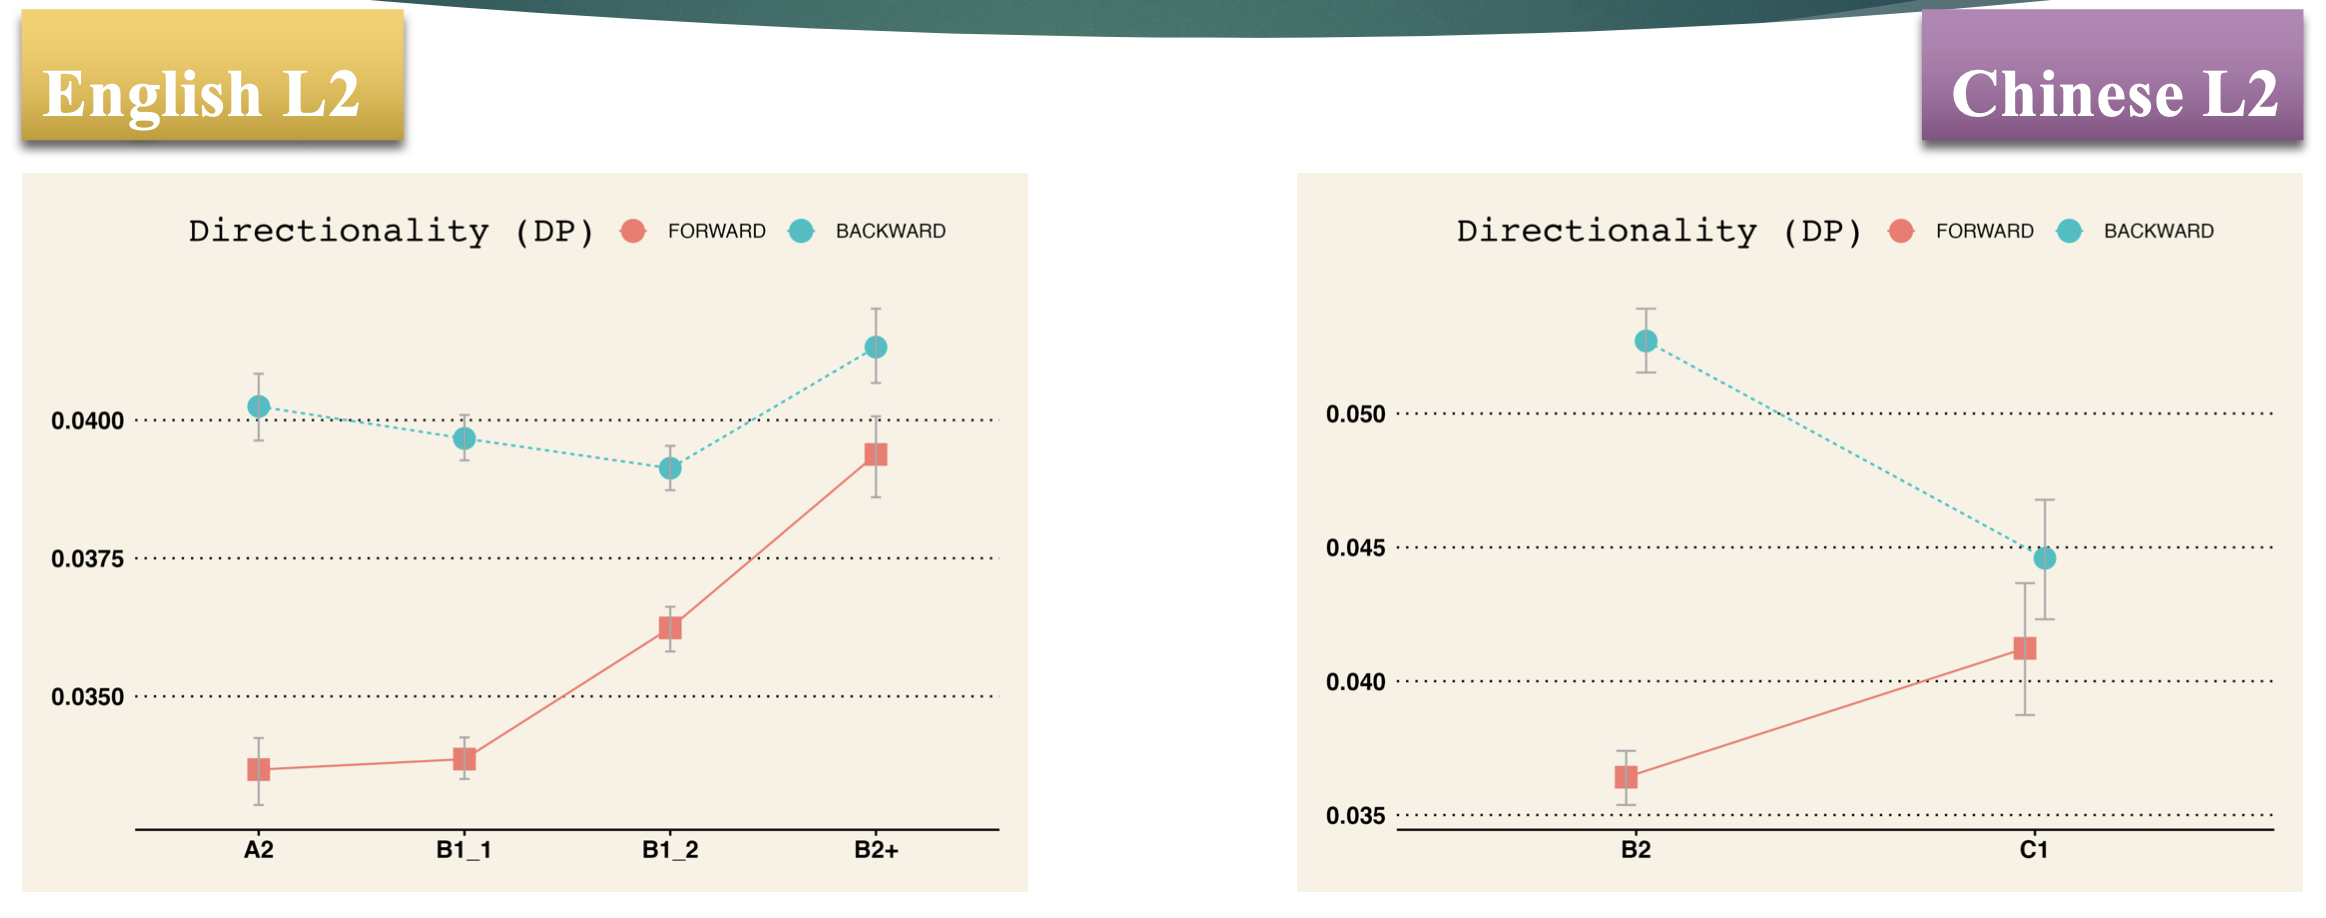 English L2
Chinese L2
Directionality (DP) FORWARD BACKWARD
0.0400
0.0375
0.0350
A2 B1_1 B1_2 B2+
Directionality (DP) FORWARD BACKWARD
0.050
0.045
0.040
0.035
B2 C1